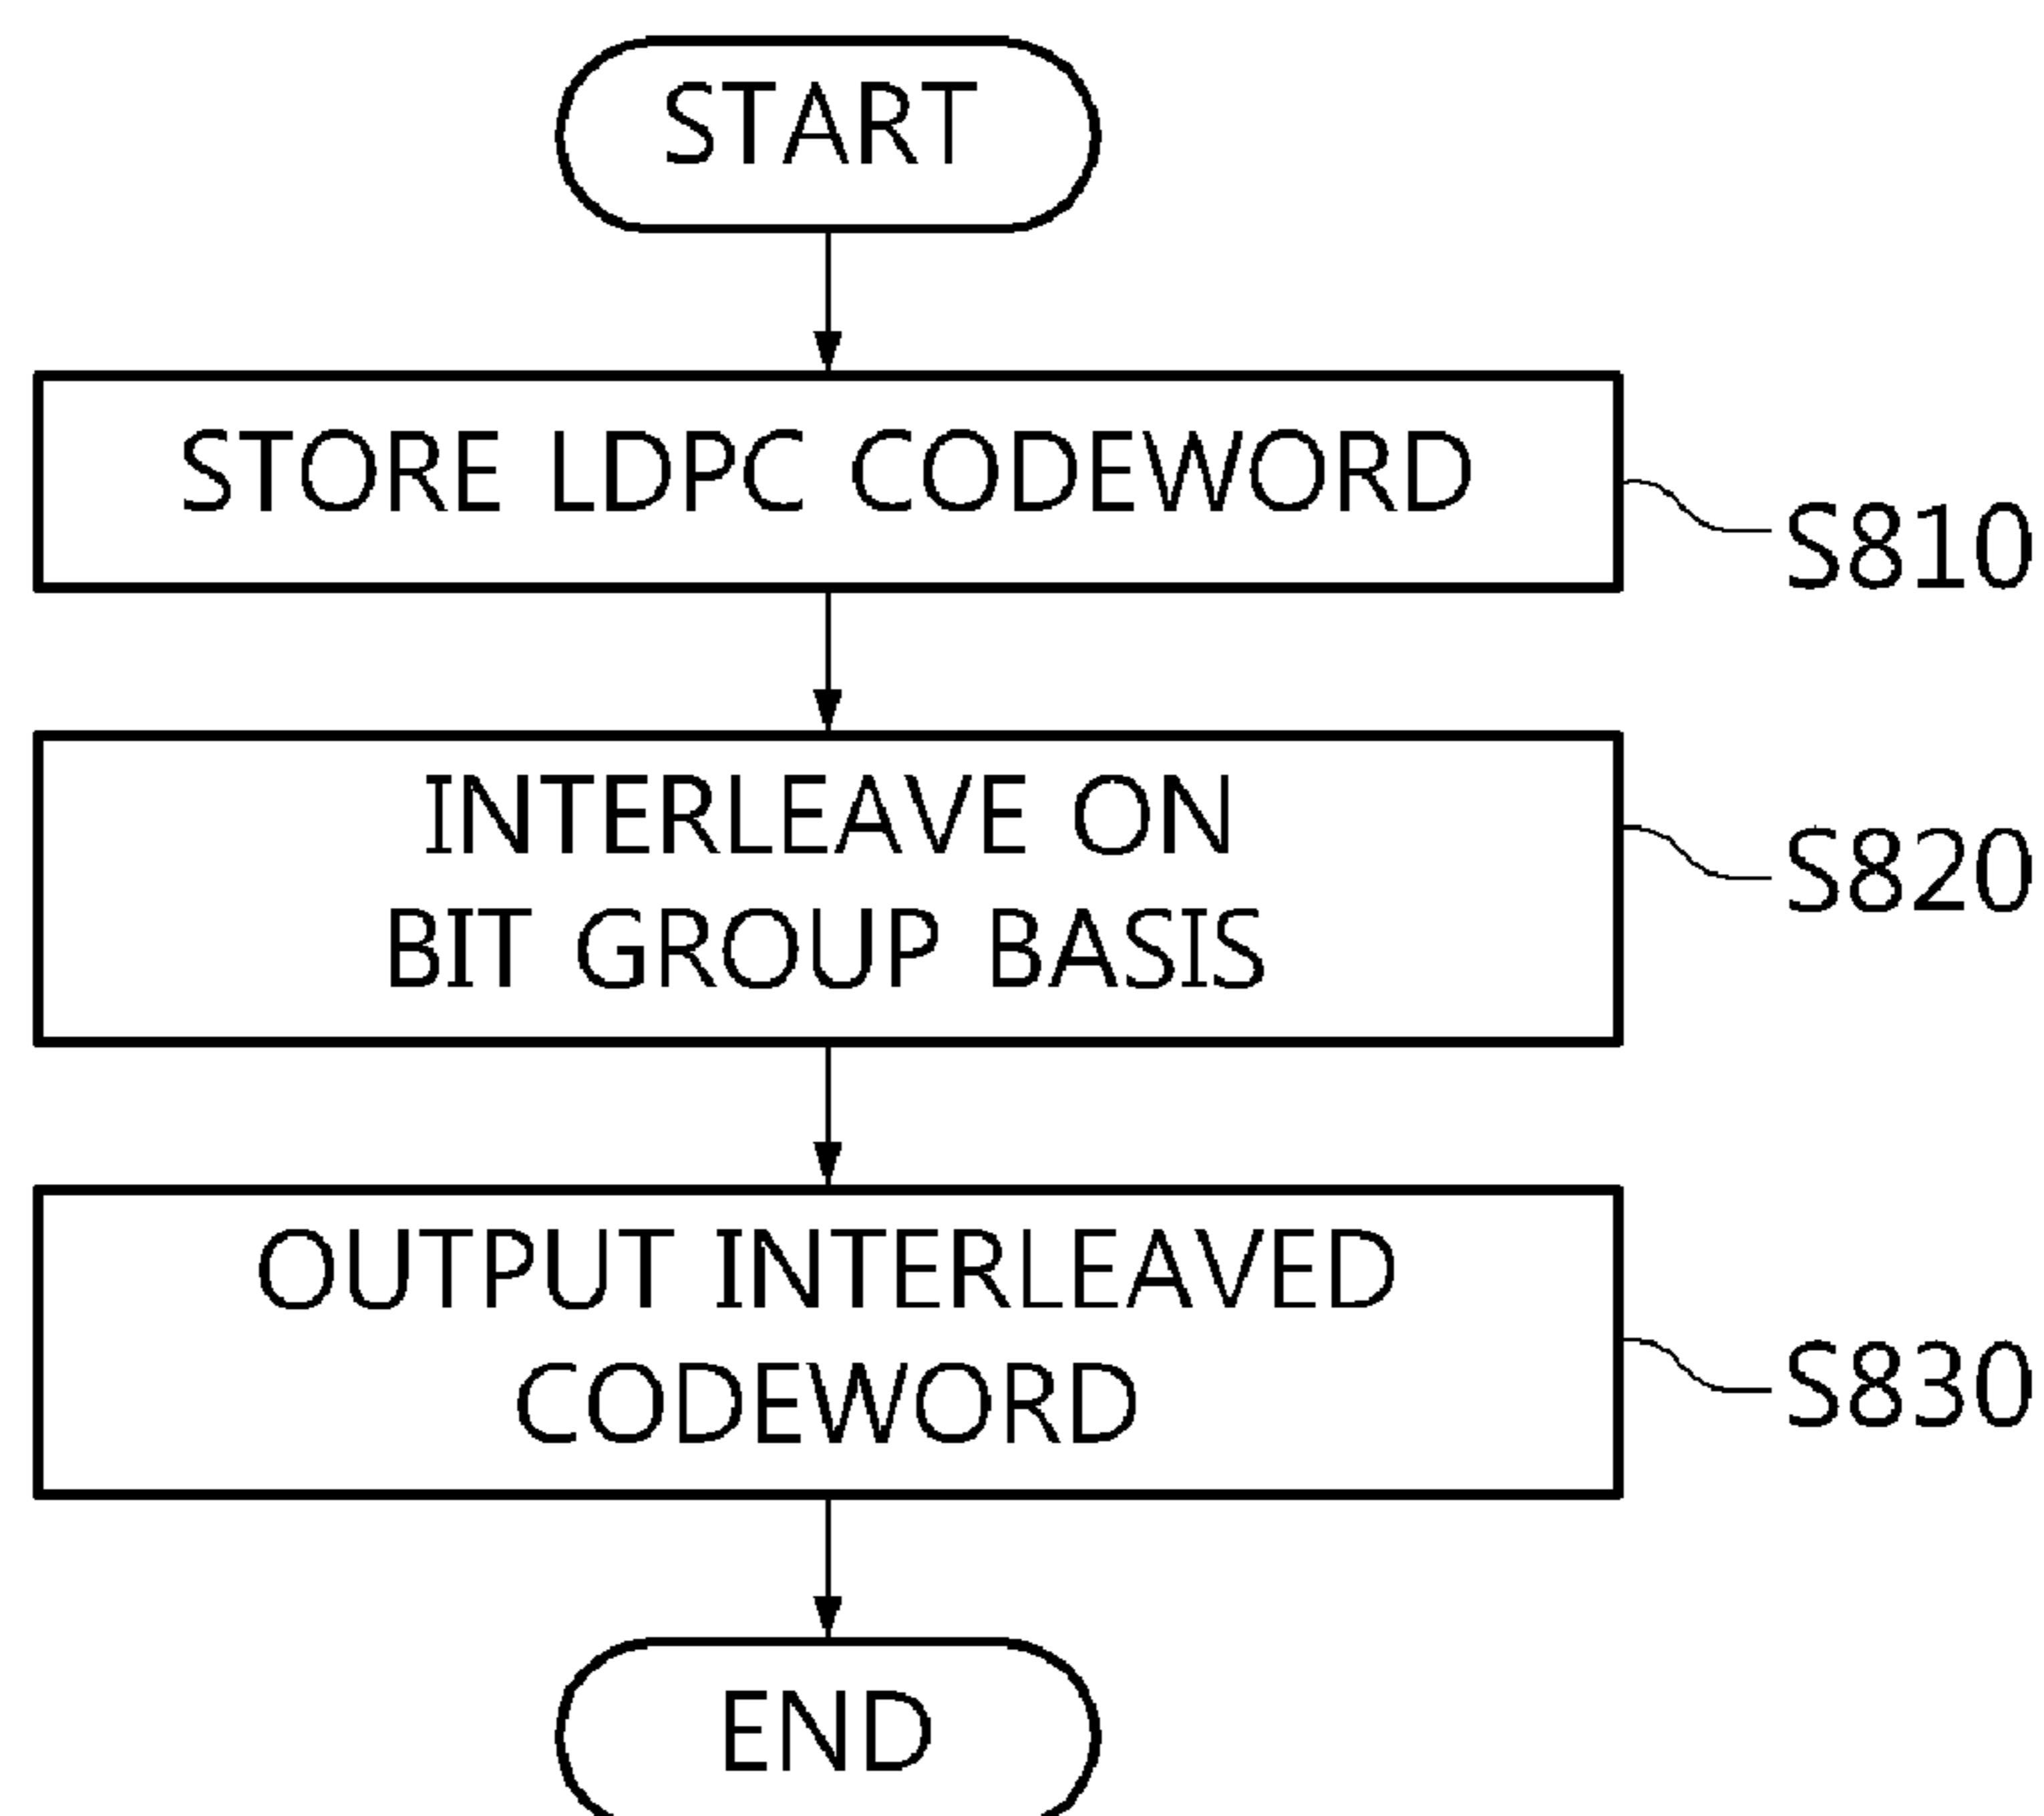 START
STORE LDPC CODEWORD
S810
INTERLEAVE ON
BIT GROUP BASIS
S820
OUTPUT INTERLEAVED
CODEWORD
S830
END